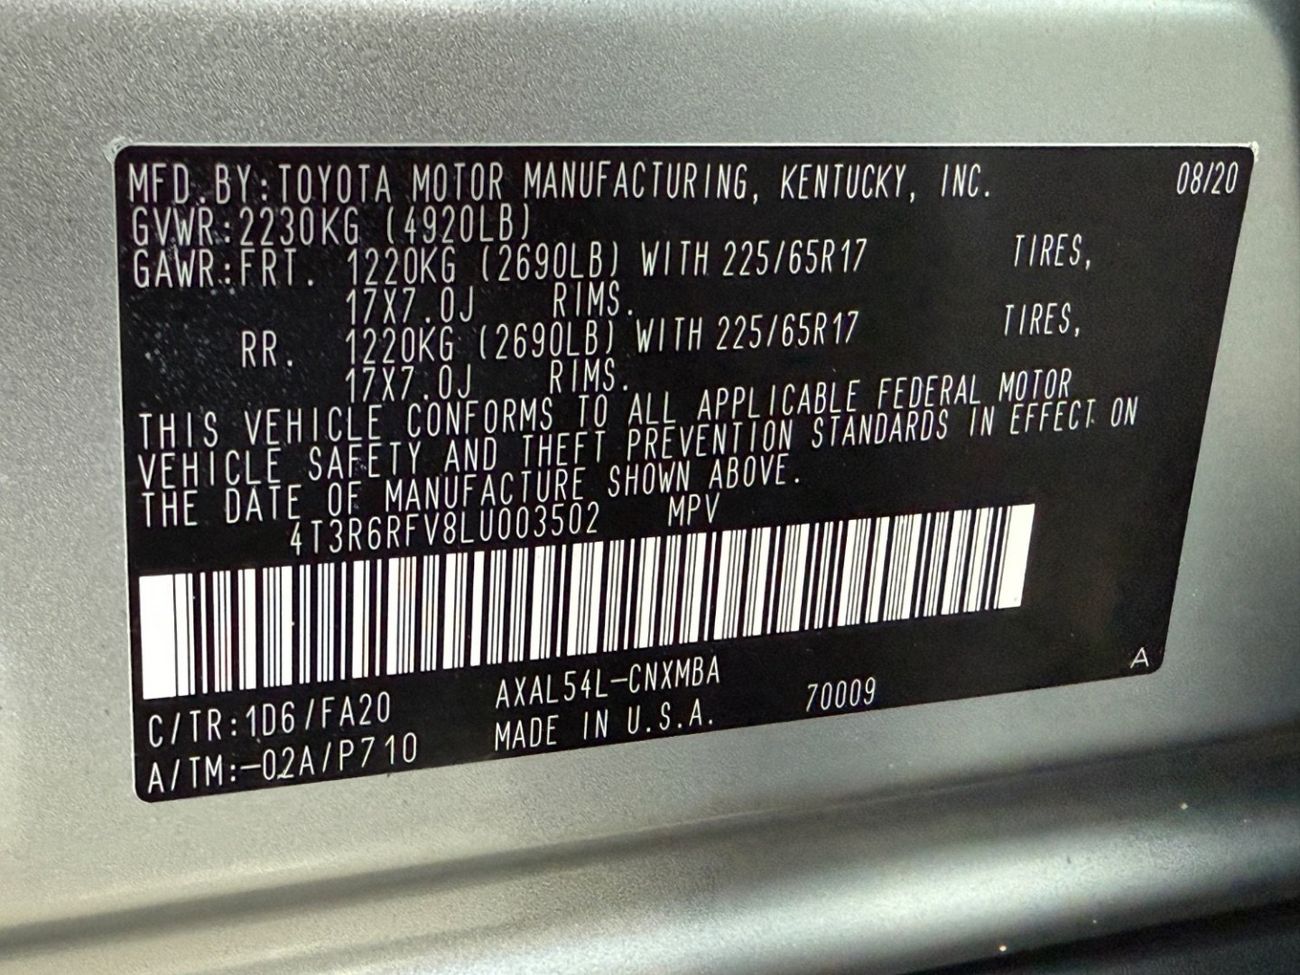 MFD.BY:TOYOTA MOTOR MANUFACTURING, KENTUCKY, INC. 08/20
GVWR:2230KG (4920LB)
GAWR:FRT. 1220KG (2690LB) WITH 225/65R17 TIRES,
17X7.0J RIMS.
RR. 1220KG (2690LB) WITH 225/65R17 TIRES,
17X7.0J RIMS.
THIS VEHICLE CONFORMS TO ALL APPLICABLE FEDERAL MOTOR
VEHICLE SAFETY AND THEFT PREVENTION STANDARDS IN EFFECT ON
THE DATE OF MANUFACTURE SHOWN ABOVE.
4T3R6RFV8LU003502 MPV
A
C/TR:1D6/FA20 AXAL54L-CNXMBA 70009
A/TM:-02A/P710 MADE IN U.S.A.